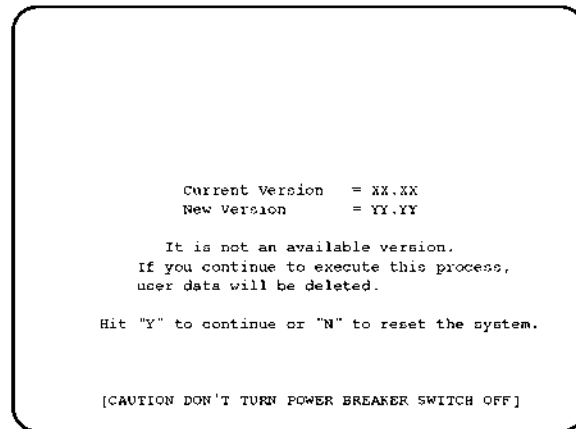 Current Version = XX.XX
New Version = YY.YY
It is not an available version.
If you continue to execute this process,
user data will be deleted.
Hit "Y" to continue or "N" to reset the system.
[CAUTION DON'T TURN POWER BREAKER SWITCH OFF]